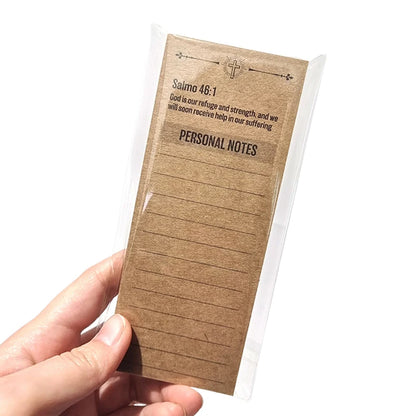 Salmo 46:1
God is our refuge and strength, and we
will soon receive help in our suffering
PERSONAL NOTES